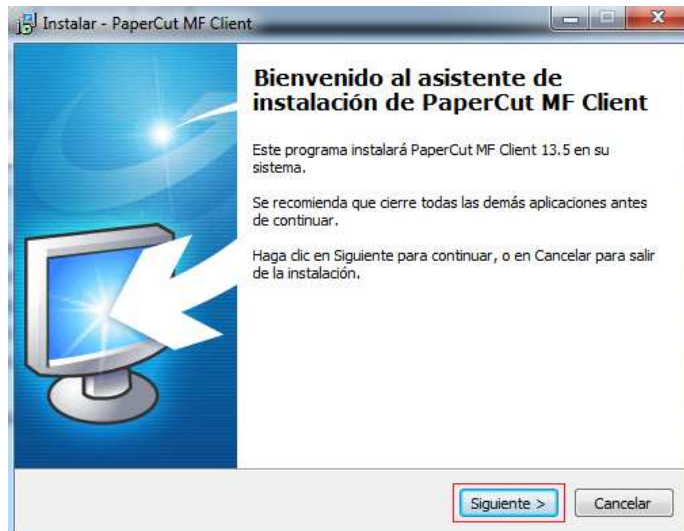 Instalar - PaperCut MF Client
Bienvenido al asistente de
instalación de PaperCut MF Client
Este programa instalará PaperCut MF Client 13.5 en su
sistema.
Se recomienda que cierre todas las demás aplicaciones antes
de continuar.
Haga clic en Siguiente para continuar, o en Cancelar para salir
de la instalación.
Siguiente >
Cancelar